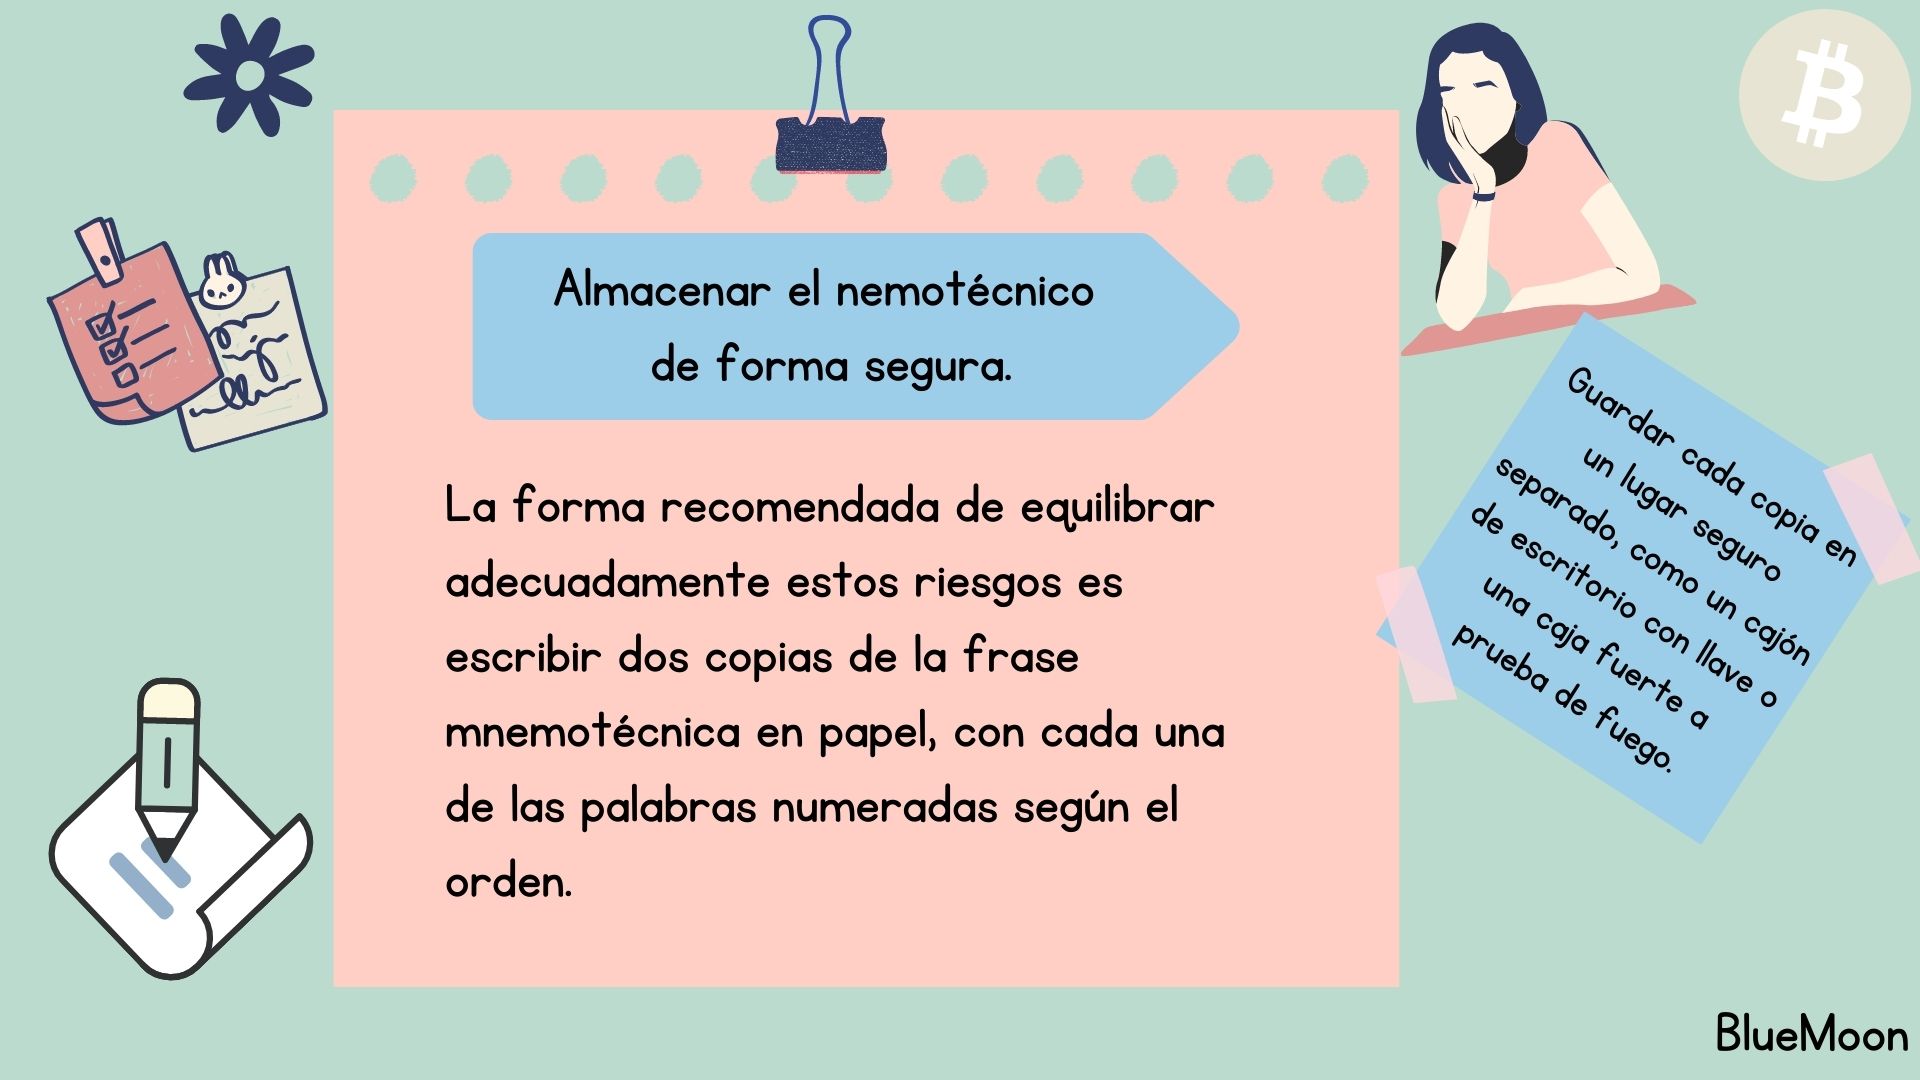 Almacenar el nemotécnico
de forma segura.
La forma recomendada de equilibrar
adecuadamente estos riesgos es
escribir dos copias de la frase
mnemotécnica en papel, con cada una
de las palabras numeradas según el
orden.
Guardar cada copia en
un lugar seguro
separado, como un cajón
de escritorio con llave o
una caja fuerte a
prueba de fuego.
BlueMoon